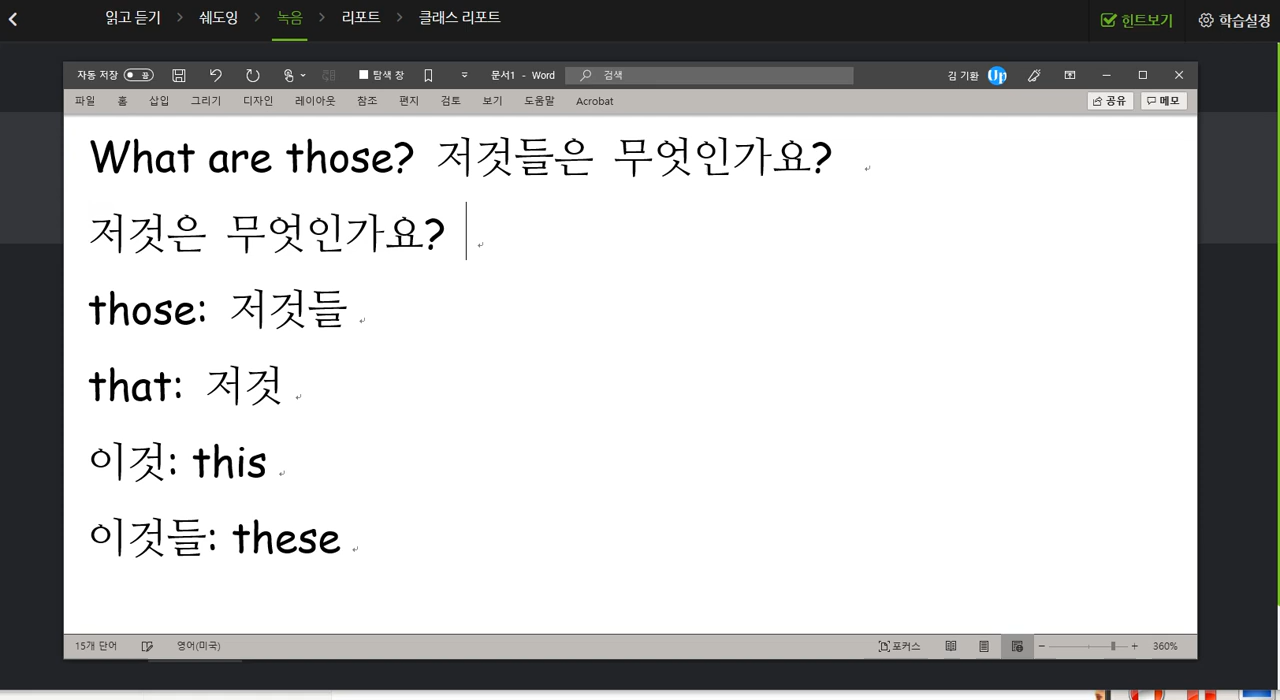 읽고 듣기 > 쉐도잉 > 녹음 > 리포트 > 클래스 리포트 힌트보기 학습설정
자동 저장 끔 탐색 창 문서1 - Word 검색 김 기환 Up
파일 홈 삽입 그리기 디자인 레이아웃 참조 편지 검토 보기 도움말 Acrobat 공유 메모
What are those? 저것들은 무엇인가요?
저것은 무엇인가요?
those: 저것들
that: 저것
이것: this
이것들: these
15개 단어 영어(미국) 포커스 360%